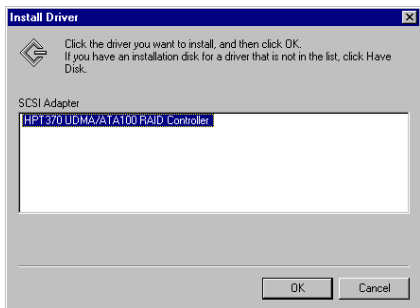 Install Driver
Click the driver you want to install, and then click OK.
If you have an installation disk for a driver that is not in the list, click Have
Disk.
SCSI Adapter
HPT370 UDMA/ATA100 RAID Controller
OK
Cancel